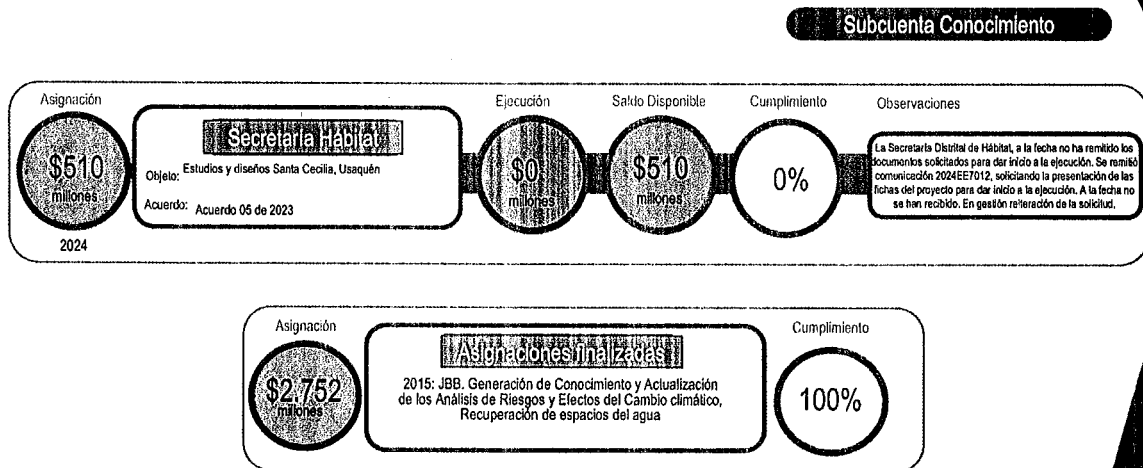 Subcuenta Conocimiento
Asignación
$510
millones
2024
Secretaría Hábitat
Objeto: Estudios y diseños Santa Cecilia, Usaquén
Acuerdo: Acuerdo 05 de 2023
Ejecución
$0
millones
Saldo Disponible
$510
millones
Cumplimiento
0%
Observaciones
La Secretaría Distrital de Hábitat, a la fecha no ha remitido los
documentos solicitados para dar inicio a la ejecución. Se remitió
comunicación 2024EE7012, solicitando la presentación de las
fichas del proyecto para dar inicio a la ejecución. A la fecha no
se han recibido. En gestión reiteración de la solicitud.
Asignación
$2.752
millones
Asignaciones finalizadas
2015: JBB. Generación de Conocimiento y Actualización
de los Análisis de Riesgos y Efectos del Cambio climático,
Recuperación de espacios del agua
Cumplimiento
100%